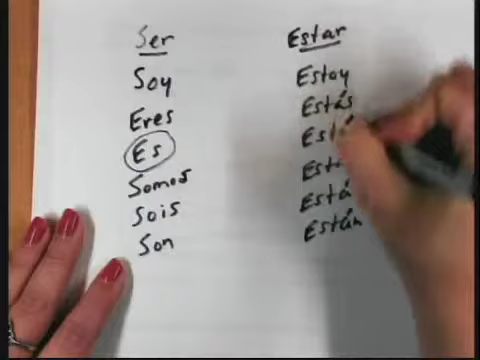 Ser Estar
Soy Estoy
Eres Estás
Es
Somos
Sois
Son Están